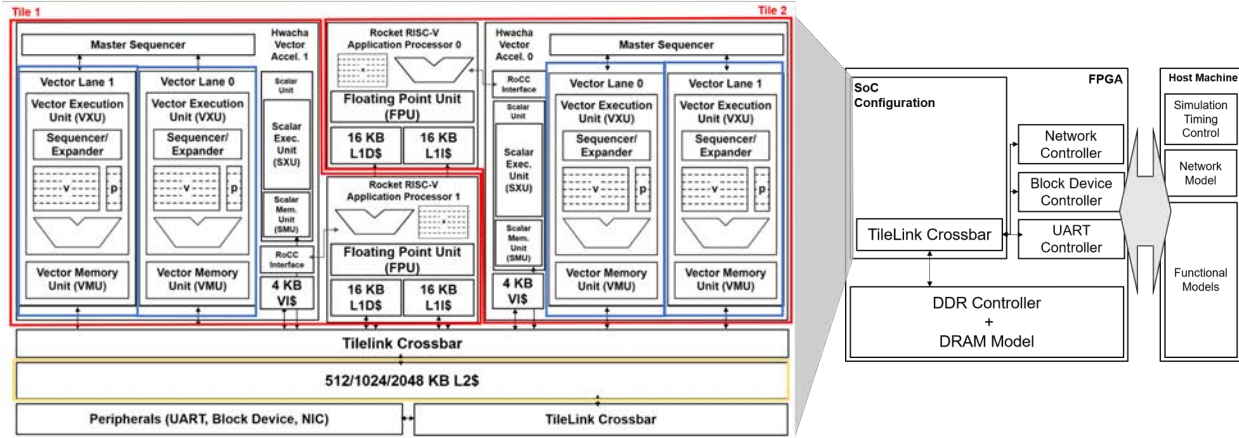 Tile 1
Tile 2
Master Sequencer
Vector Lane 1
Vector Execution
Unit (VXU)
Sequencer/
Expander
v
p
Vector Memory
Unit (VMU)
Vector Lane 0
Vector Execution
Unit (VXU)
Sequencer/
Expander
v
p
Vector Memory
Unit (VMU)
Hwacha
Vector
Accel. 1
Scalar
Unit
Scalar
Exec.
Unit
(SXU)
Scalar
Mem.
Unit
(SMU)
RoCC
Interface
4 KB
VI$
Rocket RISC-V
Application Processor 0
x
Floating Point Unit
(FPU)
16 KB
L1D$
16 KB
L1I$
Rocket RISC-V
Application Processor 1
x
Floating Point Unit
(FPU)
16 KB
L1D$
16 KB
L1I$
Hwacha
Vector
Accel. 0
RoCC
Interface
Scalar
Unit
Scalar
Exec.
Unit
(SXU)
Scalar
Mem.
Unit
(SMU)
4 KB
VI$
Master Sequencer
Vector Lane 0
Vector Execution
Unit (VXU)
Sequencer/
Expander
v
p
Vector Memory
Unit (VMU)
Vector Lane 1
Vector Execution
Unit (VXU)
Sequencer/
Expander
v
p
Vector Memory
Unit (VMU)
Tilelink Crossbar
512/1024/2048 KB L2$
Peripherals (UART, Block Device, NIC)
TileLink Crossbar
SoC
Configuration
TileLink Crossbar
FPGA
Network
Controller
Block Device
Controller
UART
Controller
DDR Controller
+
DRAM Model
Host Machine
Simulation
Timing
Control
Network
Model
Functional
Models